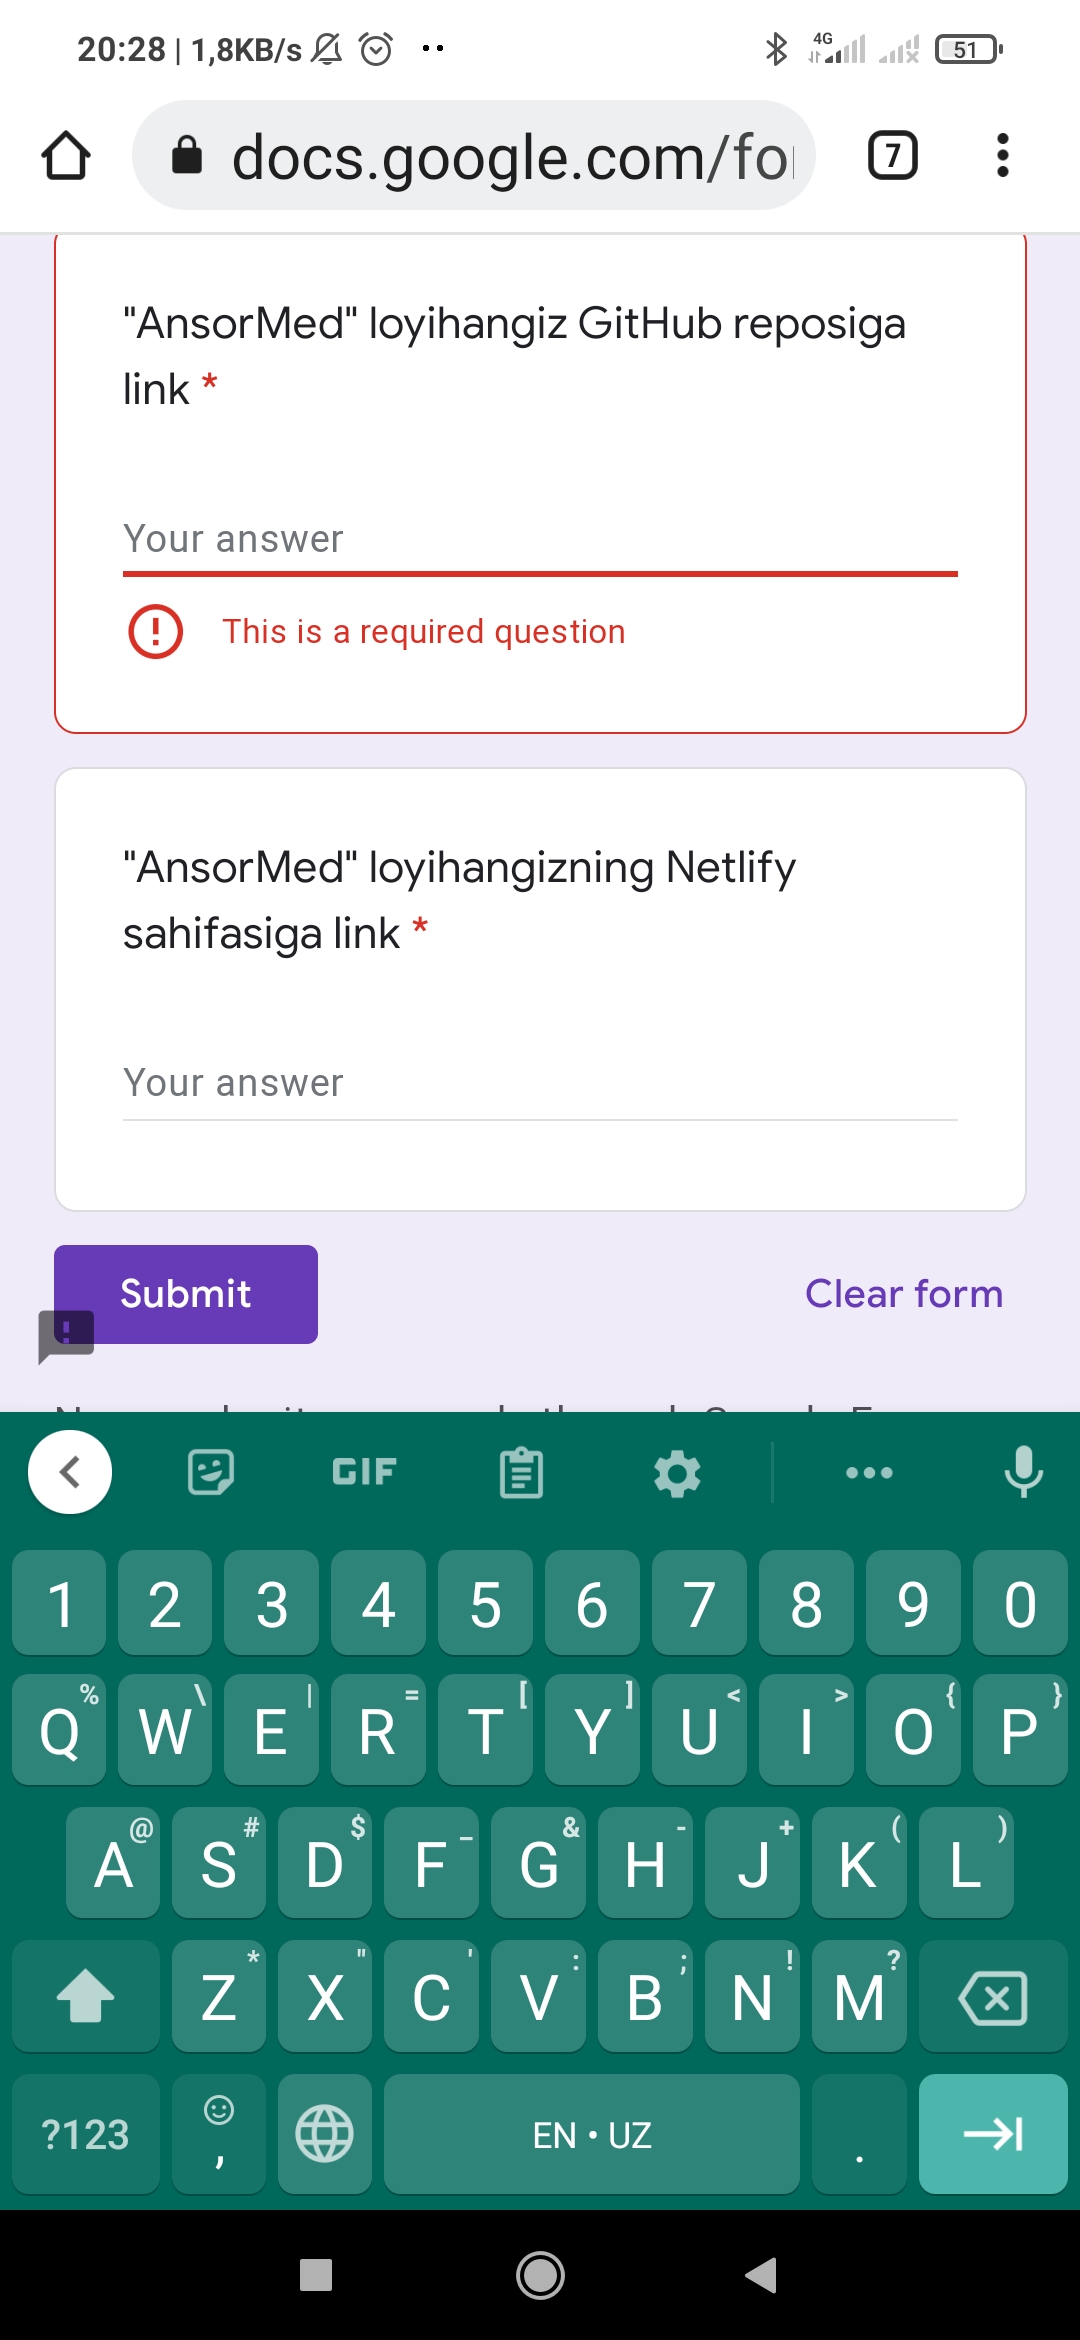 20:28 | 1,8KB/s
4G
51
docs.google.com/fo
7
"AnsorMed" loyihangiz GitHub reposiga
link *
Your answer
This is a required question
"AnsorMed" loyihangizning Netlify
sahifasiga link *
Your answer
Submit
Clear form
GIF
1 2 3 4 5 6 7 8 9 0
% \ | = [ ] < > { }
Q W E R T Y U I O P
@ # $ _ & - + ( )
A S D F G H J K L
* " ' : ; ! ?
Z X C V B N M
?123 , EN • UZ .